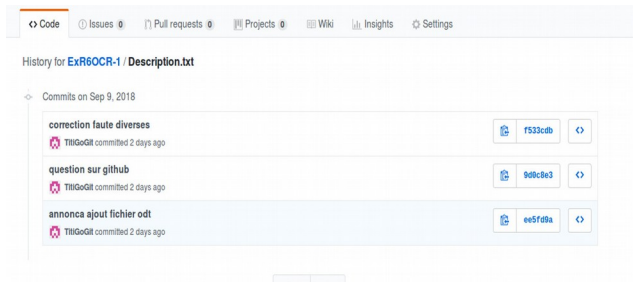 Code Issues 0 Pull requests 0 Projects 0 Wiki Insights Settings
History for ExR6OCR-1 / Description.txt
Commits on Sep 9, 2018
correction faute diverses
TitiGoGit committed 2 days ago
f533cdb
question sur github
TitiGoGit committed 2 days ago
9d0c8e3
annonca ajout fichier odt
TitiGoGit committed 2 days ago
ee5fd9a